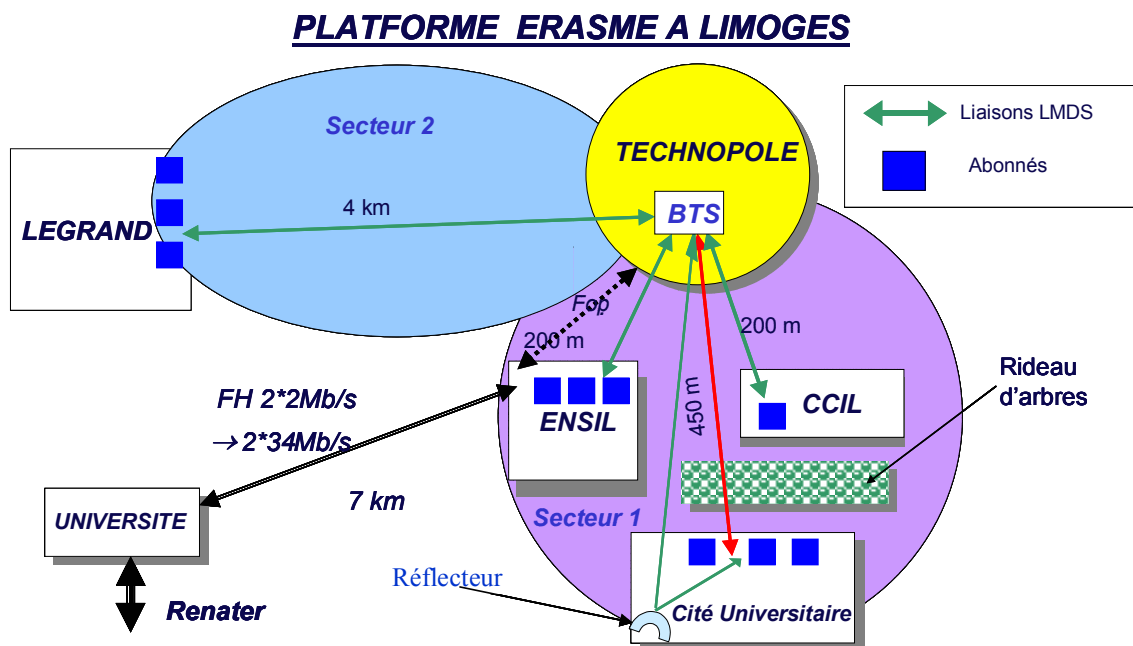 PLATFORME ERASME A LIMOGES
Secteur 2
TECHNOPOLE
BTS
Liaisons LMDS
Abonnés
LEGRAND
4 km
Fop
200 m
200 m
450 m
Rideau
d'arbres
FH 2*2Mb/s
→ 2*34Mb/s
ENSIL
CCIL
7 km
UNIVERSITE
Secteur 1
Réflecteur
Cité Universitaire
Renater